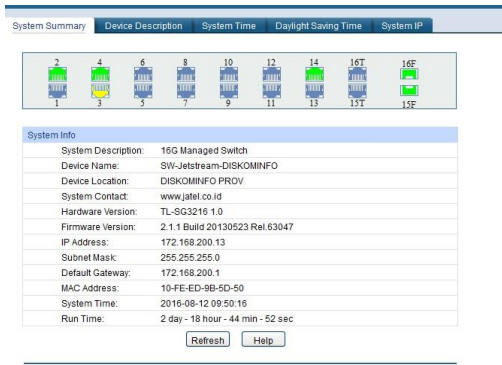 System Summary Device Description System Time Daylight Saving Time System IP
2 4 6 8 10 12 14 16T 16F
1 3 5 7 9 11 13 15T 15F
System Info
System Description: 16G Managed Switch
Device Name: SW-Jetstream-DISKOMINFO
Device Location: DISKOMINFO PROV
System Contact: www.jatel.co.id
Hardware Version: TL-SG3216 1.0
Firmware Version: 2.1.1 Build 20130523 Rel.63047
IP Address: 172.168.200.13
Subnet Mask: 255.255.255.0
Default Gateway: 172.168.200.1
MAC Address: 10-FE-ED-9B-5D-50
System Time: 2016-08-12 09:50:16
Run Time: 2 day - 18 hour - 44 min - 52 sec
Refresh Help